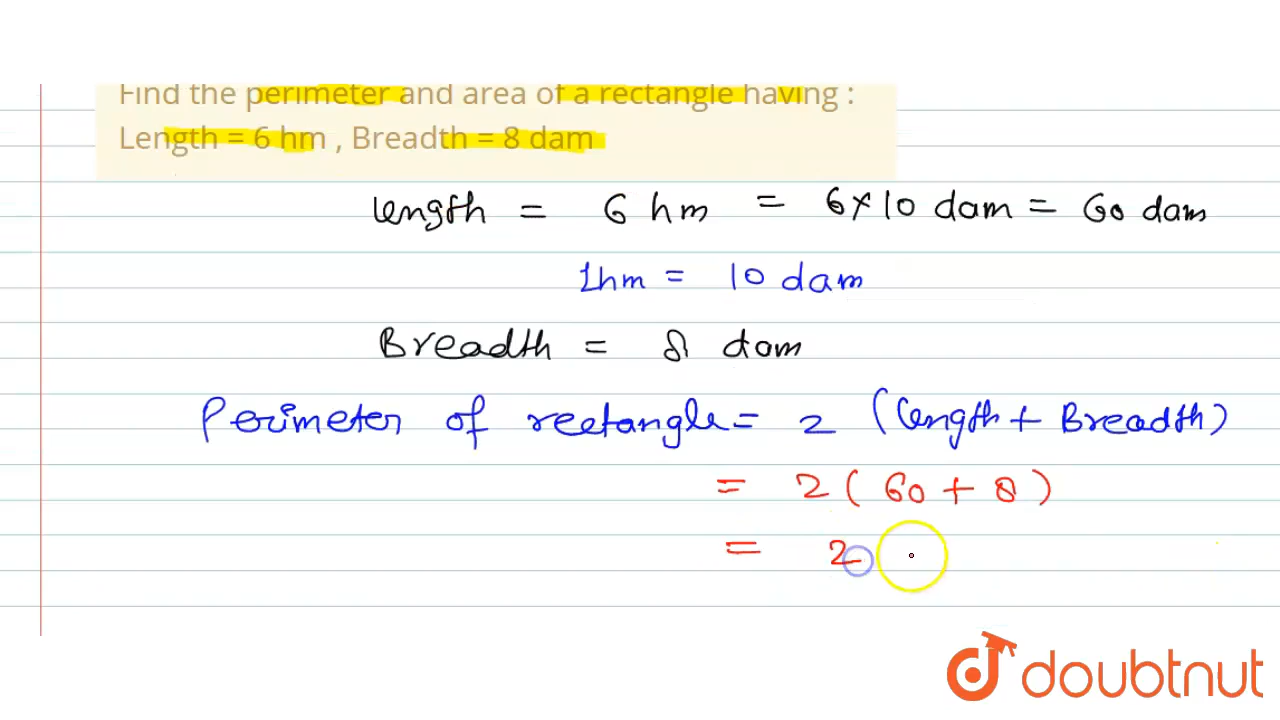 Find the perimeter and area of a rectangle having :
Length = 6 hm , Breadth = 8 dam
length = 6 hm = 6×10 dam = 60 dam
1hm = 10 dam
Breadth = 8 dam
Perimeter of rectangle = 2 (length + Breadth)
= 2 ( 60 + 8 )
= 2
doubtnut